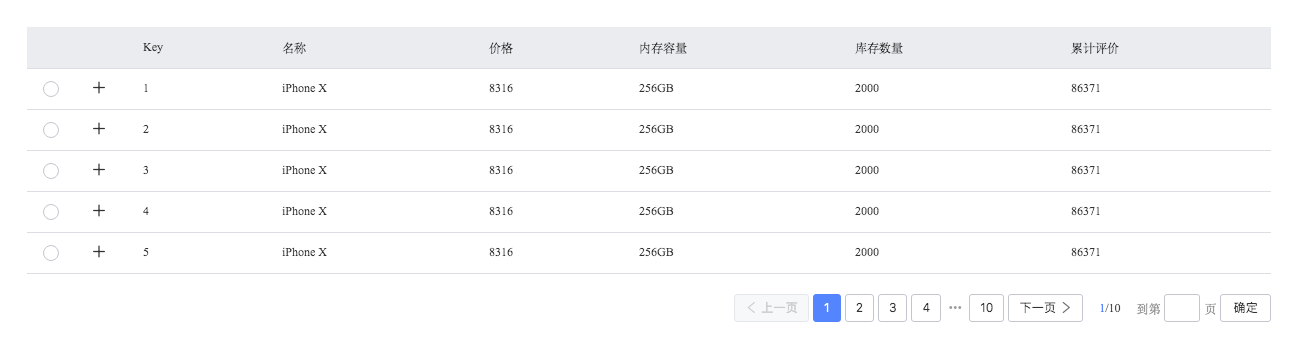 Key 名称 价格 内存容量 库存数量 累计评价
1 iPhone X 8316 256GB 2000 86371
2 iPhone X 8316 256GB 2000 86371
3 iPhone X 8316 256GB 2000 86371
4 iPhone X 8316 256GB 2000 86371
5 iPhone X 8316 256GB 2000 86371
上一页 1 2 3 4 ••• 10 下一页 1/10 到第 页 确定